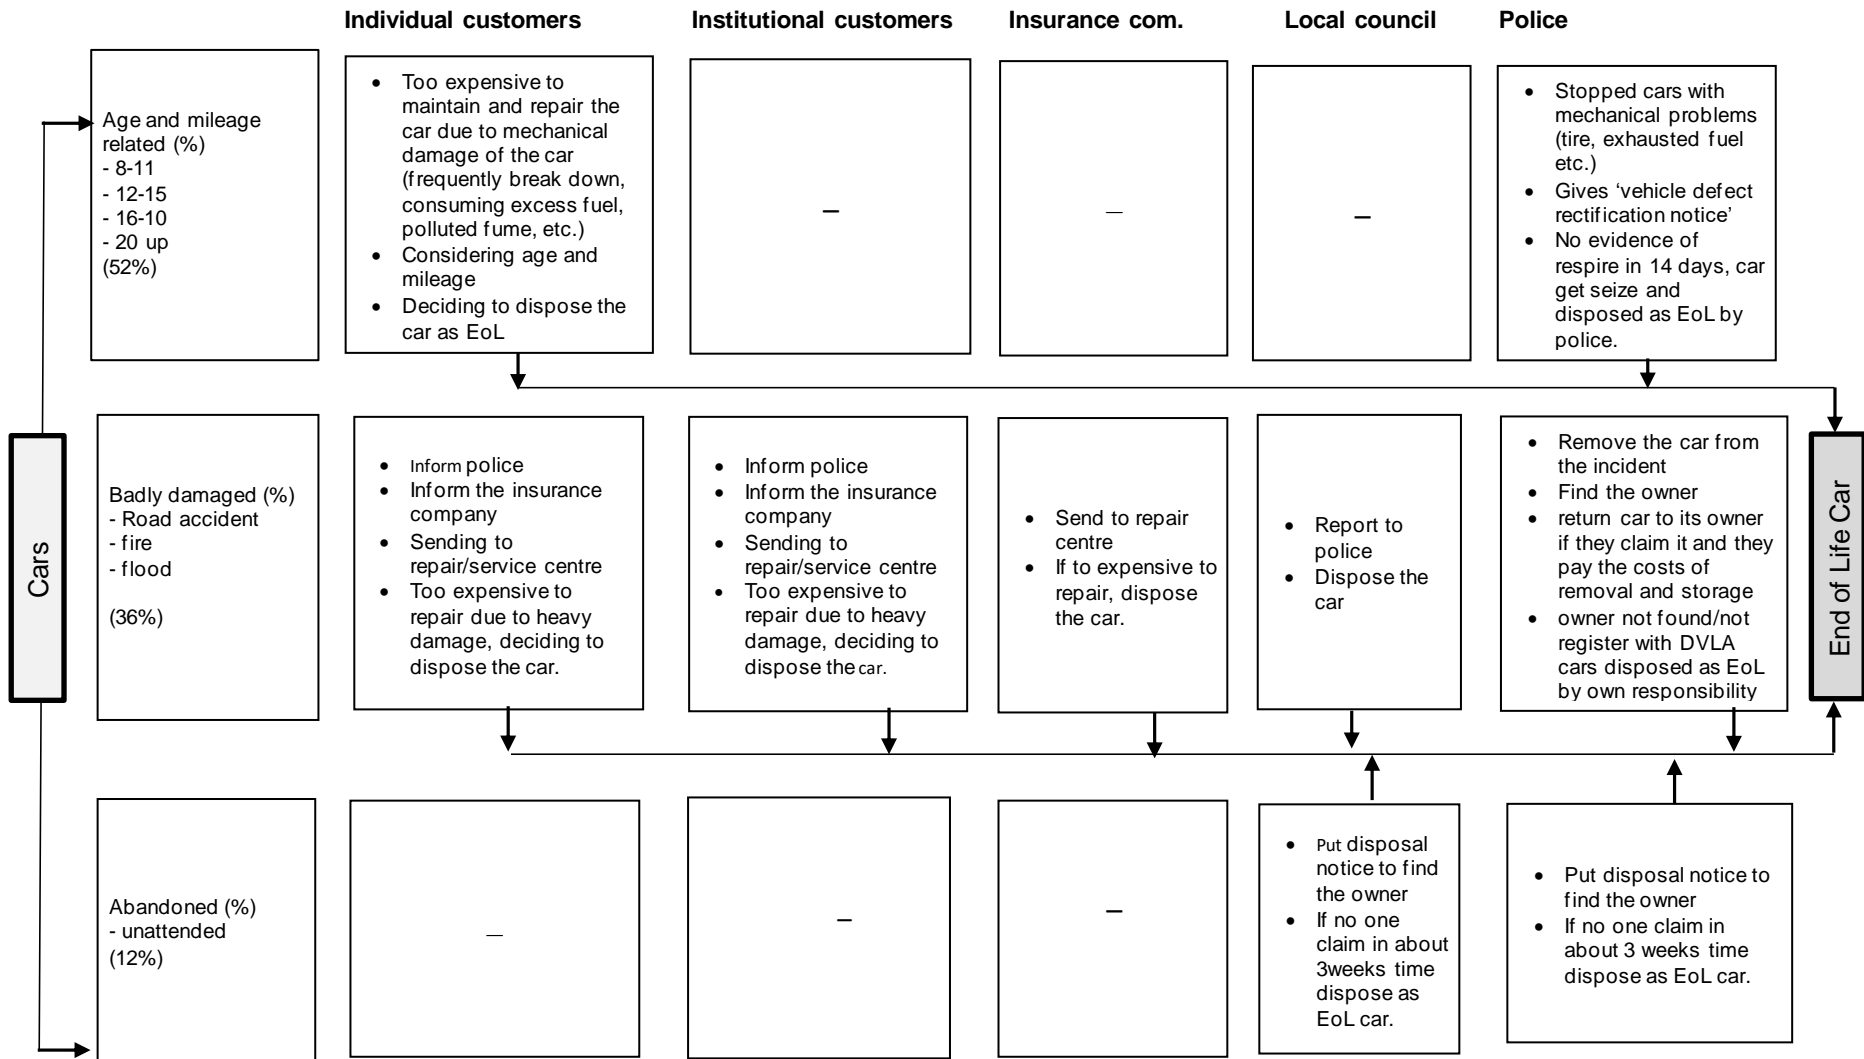 Individual customers
Institutional customers
Insurance com.
Local council
Police
Cars
Age and mileage
related (%)
- 8-11
- 12-15
- 16-10
- 20 up
(52%)
• Too expensive to
maintain and repair the
car due to mechanical
damage of the car
(frequently break down,
consuming excess fuel,
polluted fume, etc.)
• Considering age and
mileage
• Deciding to dispose the
car as EoL
–
–
–
• Stopped cars with
mechanical problems
(tire, exhausted fuel
etc.)
• Gives ‘vehicle defect
rectification notice’
• No evidence of
respire in 14 days, car
get seize and
disposed as EoL by
police.
Badly damaged (%)
- Road accident
- fire
- flood
(36%)
• Inform police
• Inform the insurance
company
• Sending to
repair/service centre
• Too expensive to
repair due to heavy
damage, deciding to
dispose the car.
• Inform police
• Inform the insurance
company
• Sending to
repair/service centre
• Too expensive to
repair due to heavy
damage, deciding to
dispose the car.
• Send to repair
centre
• If to expensive to
repair, dispose
the car.
• Report to
police
• Dispose the
car
• Remove the car from
the incident
• Find the owner
• return car to its owner
if they claim it and they
pay the costs of
removal and storage
• owner not found/not
register with DVLA
cars disposed as EoL
by own responsibility
End of Life Car
Abandoned (%)
- unattended
(12%)
–
–
–
• Put disposal
notice to find
the owner
• If no one
claim in about
3weeks time
dispose as
EoL car.
• Put disposal notice to
find the owner
• If no one claim in
about 3 weeks time
dispose as EoL car.